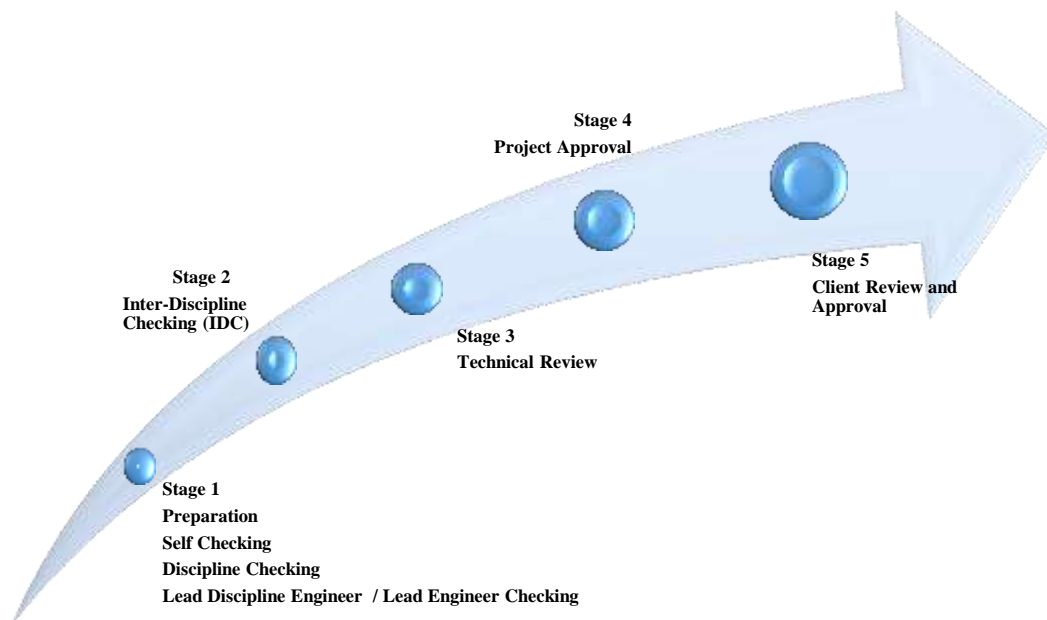 Stage 1
Preparation
Self Checking
Discipline Checking
Lead Discipline Engineer / Lead Engineer Checking
Stage 2
Inter-Discipline
Checking (IDC)
Stage 3
Technical Review
Stage 4
Project Approval
Stage 5
Client Review and
Approval